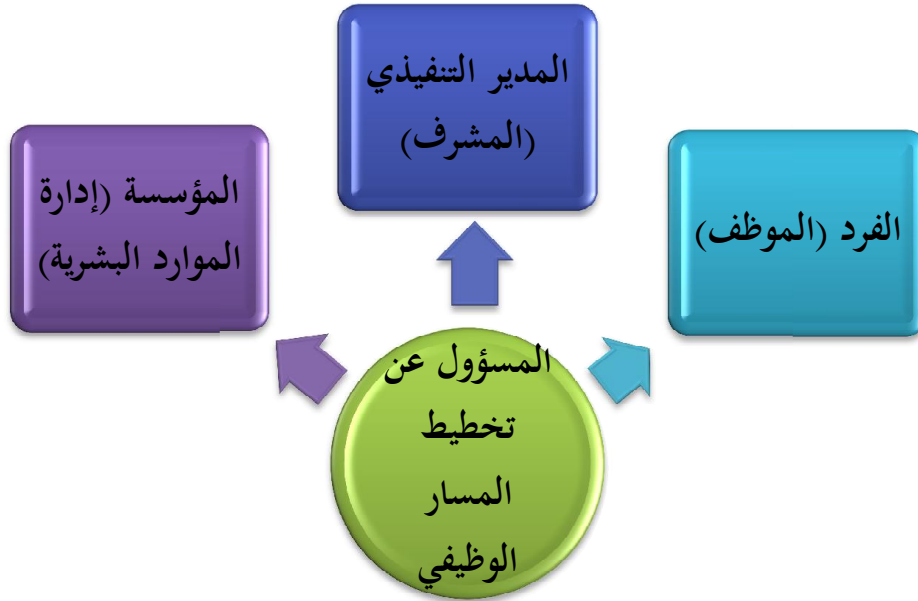 المدير التنفيذي
(المشرف)
الفرد (الموظف)
المؤسسة (إدارة
الموارد البشرية)
المسؤول عن
تخطيط
المسار
الوظيفي